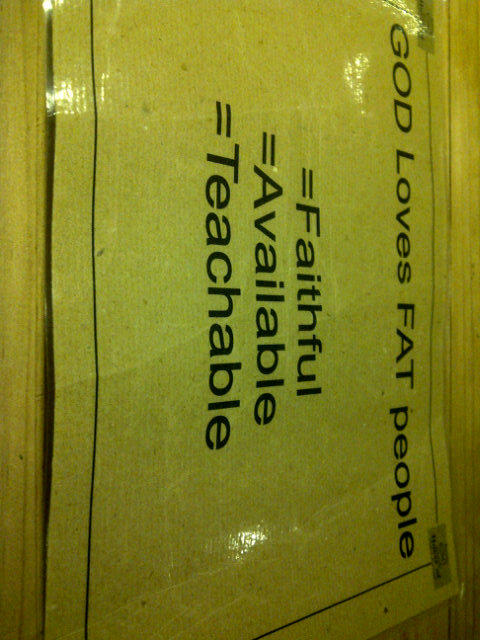 GOD Loves FAT people
=Faithful
=Available
=Teachable